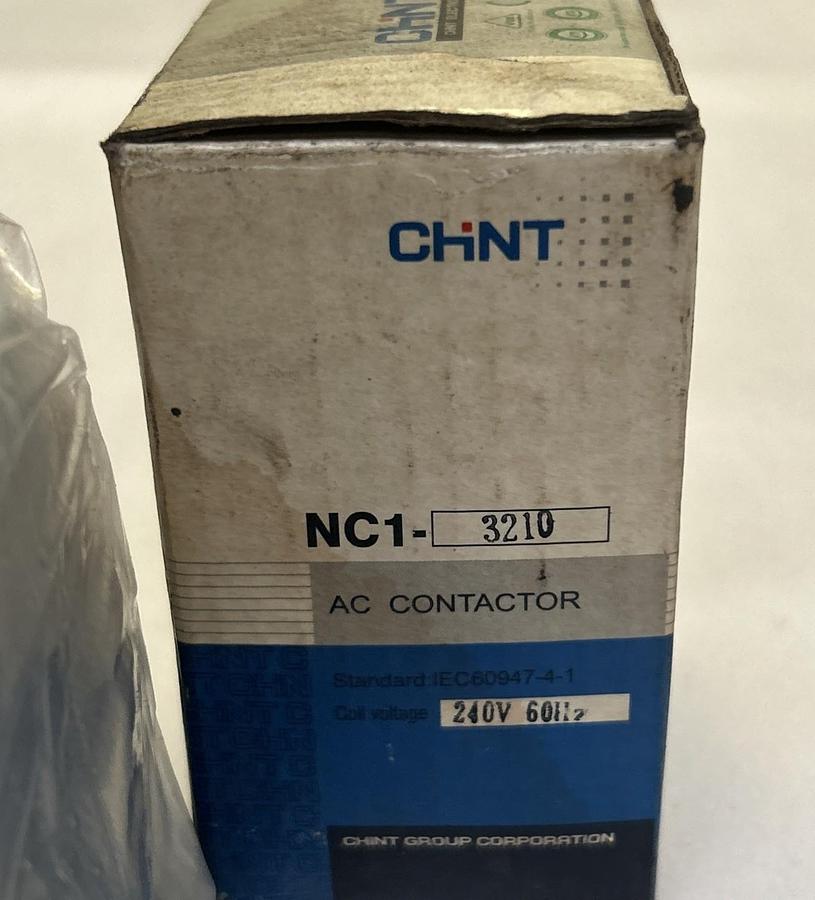 CHNT
CHINT
NC1-3210
AC CONTACTOR
Standard:IEC60947-4-1
Coil voltage 240V 60Hz
CHINT GROUP CORPORATION